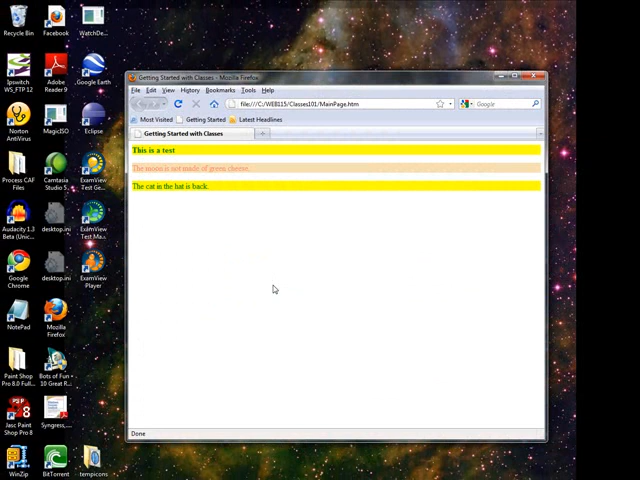 Recycle Bin
Facebook
WatchDe...
Ipswitch WS_FTP 12
Adobe Reader 9
Google Earth
Norton AntiVirus
MagicISO
Eclipse
Process CAF Files
Camtasia Studio 5
ExamView Test Ge...
Audacity 1.3 Beta (Unic...
desktop.ini
ExamView Test Ma...
Google Chrome
desktop.ini
ExamView Player
NotePad
Mozilla Firefox
Paint Shop Pro 8.0 Full...
Bots of Fun - 10 Great R...
Jasc Paint Shop Pro 8
Syngress,...
WinZip
BitTorrent
tempicons
Getting Started with Classes - Mozilla Firefox
File Edit View History Bookmarks Tools Help
file:///C:/WEB115/Classes101/MainPage.htm
Google
Most Visited Getting Started Latest Headlines
Getting Started with Classes
This is a test
The moon is not made of green cheese.
The cat in the hat is back.
Done